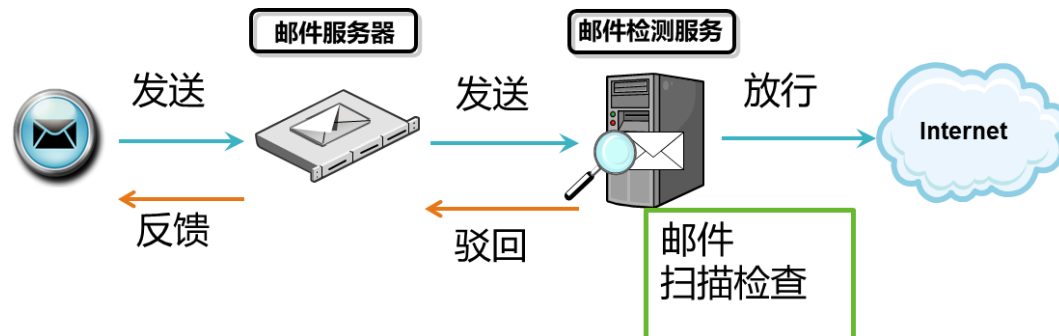 邮件服务器
邮件检测服务
发送
发送
放行
Internet
反馈
驳回
邮件
扫描检查